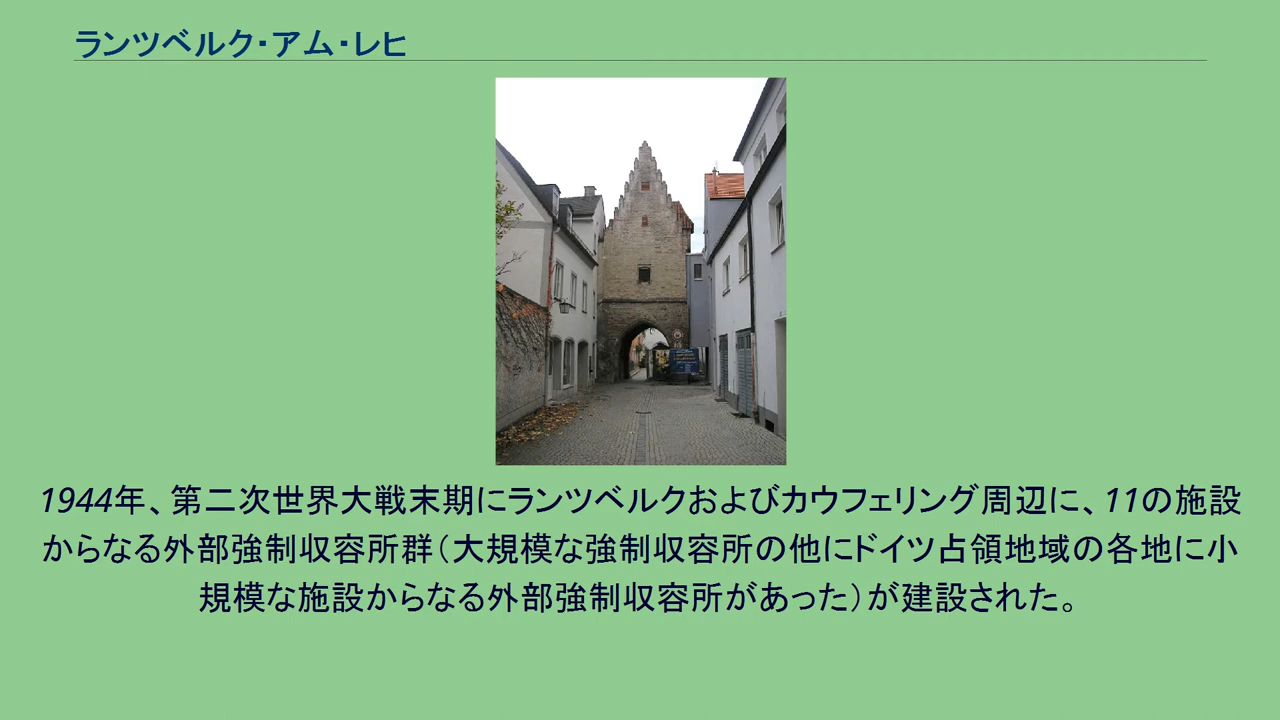 ランツベルク・アム・レヒ
1944年、第二次世界大戦末期にランツベルクおよびカウフェリング周辺に、11の施設
からなる外部強制収容所群（大規模な強制収容所の他にドイツ占領地域の各地に小
規模な施設からなる外部強制収容所があった）が建設された。